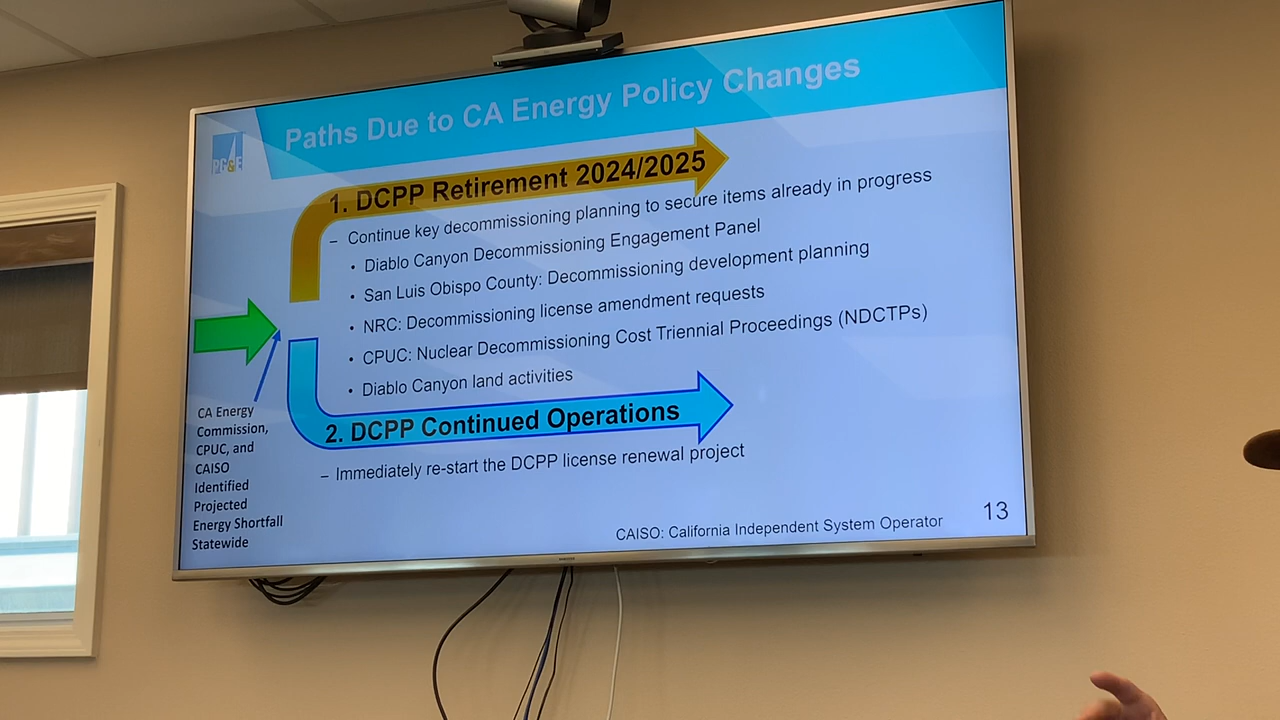 Paths Due to CA Energy Policy Changes
PG&E
1. DCPP Retirement 2024/2025
– Continue key decommissioning planning to secure items already in progress
• Diablo Canyon Decommissioning Engagement Panel
• San Luis Obispo County: Decommissioning development planning
• NRC: Decommissioning license amendment requests
• CPUC: Nuclear Decommissioning Cost Triennial Proceedings (NDCTPs)
• Diablo Canyon land activities
2. DCPP Continued Operations
– Immediately re-start the DCPP license renewal project
CA Energy
Commission,
CPUC, and
CAISO
Identified
Projected
Energy Shortfall
Statewide
CAISO: California Independent System Operator
13